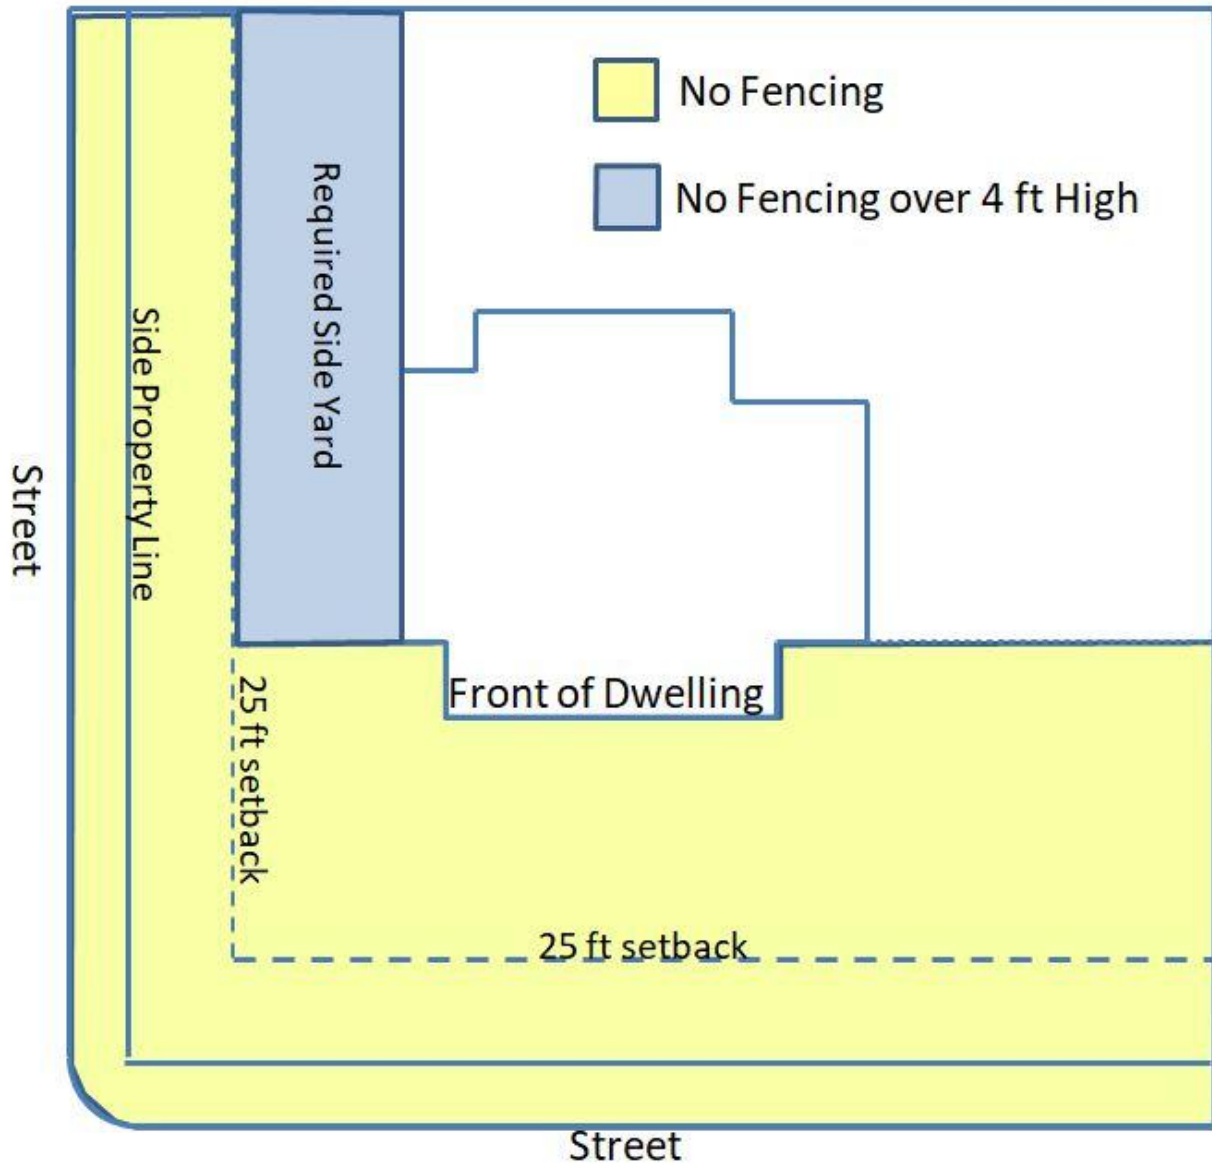 No Fencing
No Fencing over 4 ft High
Required Side Yard
Side Property Line
Street
Front of Dwelling
25 ft setback
25 ft setback
Street